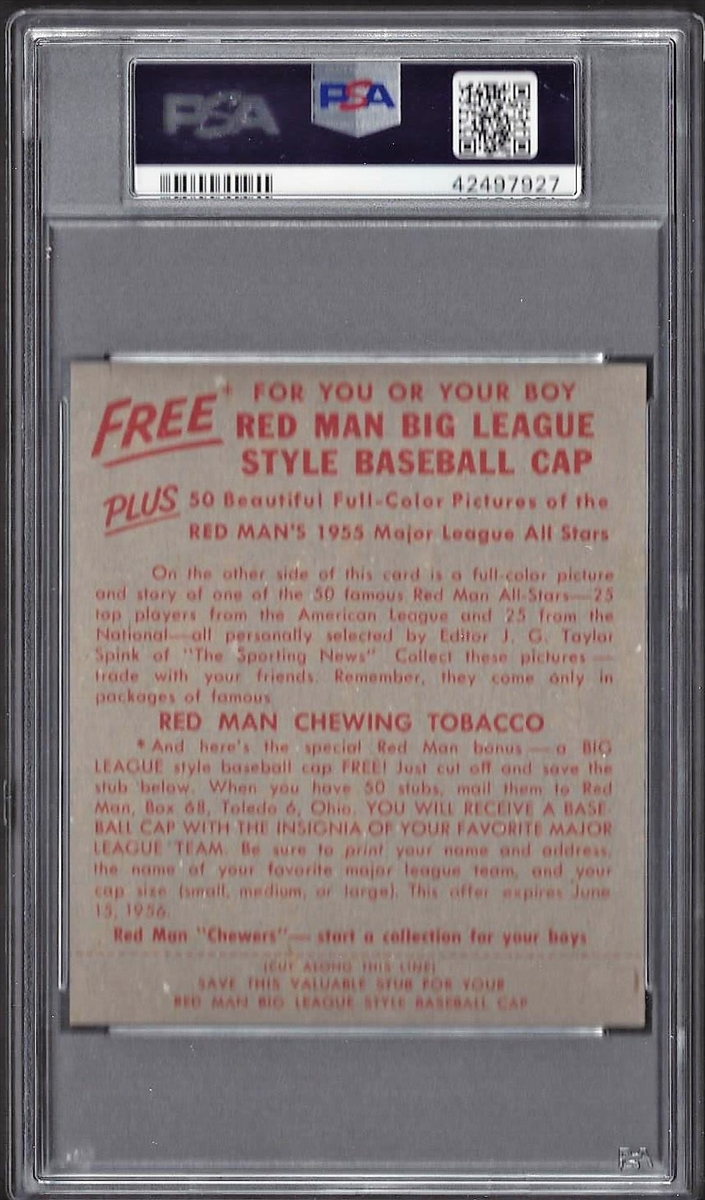 PSA
PSA
42497927
FREE* FOR YOU OR YOUR BOY
RED MAN BIG LEAGUE
STYLE BASEBALL CAP
PLUS 50 Beautiful Full-Color Pictures of the
RED MAN'S 1955 Major League All Stars
On the other side of this card is a full-color picture
and story of one of the 50 famous Red Man All-Stars—25
top players from the American League and 25 from the
National—all personally selected by Editor J. G. Taylor
Spink of "The Sporting News" Collect these pictures —
trade with your friends. Remember, they come only in
packages of famous
RED MAN CHEWING TOBACCO
*And here's the special Red Man bonus — a BIG
LEAGUE style baseball cap FREE! Just cut off and save the
stub below. When you have 50 stubs, mail them to Red
Man, Box 68, Toledo 6, Ohio. YOU WILL RECEIVE A BASE-
BALL CAP WITH THE INSIGNIA OF YOUR FAVORITE MAJOR
LEAGUE TEAM. Be sure to print your name and address,
the name of your favorite major league team, and your
cap size (small, medium, or large). This offer expires June
15, 1956.
Red Man "Chewers"— start a collection for your boys
(CUT ALONG THIS LINE)
SAVE THIS VALUABLE STUB FOR YOUR
RED MAN BIG LEAGUE STYLE BASEBALL CAP
PSA